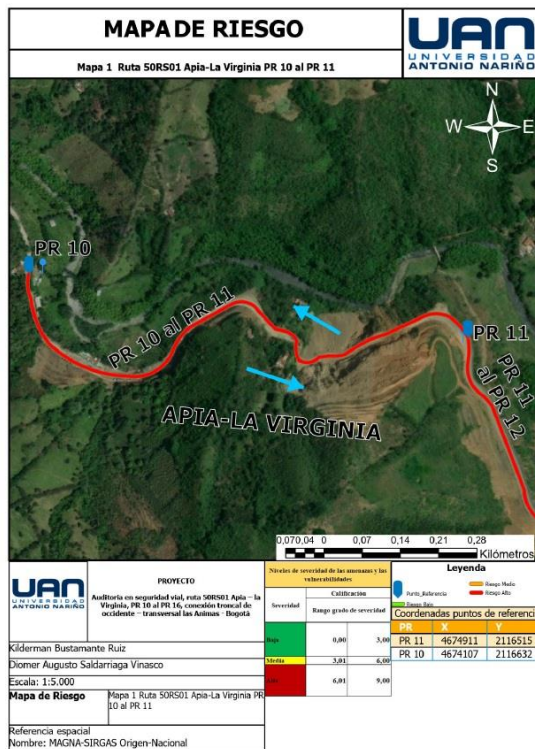 MAPA DE RIESGO
Mapa 1 Ruta 50RS01 Apia-La Virginia PR 10 al PR 11
UAN
UNIVERSIDAD
ANTONIO NARIÑO
N
W E
S
PR 10
PR 10 al PR 11
PR 11
PR 11
al PR 12
APIA-LA VIRGINIA
0,07 0,04 0 0,07 0,14 0,21 0,28
Kilómetros
UAN
UNIVERSIDAD
ANTONIO NARIÑO
PROYECTO
Auditoria en seguridad vial, ruta 50RS01 Apia – la
Virginia, PR 10 al PR 16, conexión troncal de
occidente – transversal las Animas - Bogotá
Kilderman Bustamante Ruiz
Diomer Augusto Saldarriaga Vinasco
Escala: 1:5.000
Mapa de Riesgo
Mapa 1 Ruta 50RS01 Apia-La Virginia PR
10 al PR 11
Referencia espacial
Nombre: MAGNA-SIRGAS Origen-Nacional
Niveles de severidad de las amenazas y las
vulnerabilidades
Severidad
Calificación
Rango grado de severidad
Baja 0,00 3,00
Media 3,01 6,00
Alta 6,01 9,00
Leyenda
Punto_Referencia
Riesgo Medio
Riesgo Bajo
Riesgo Alto
Coordenadas puntos de referenci
PR X Y
PR 11 4674911 2116515
PR 10 4674107 2116632